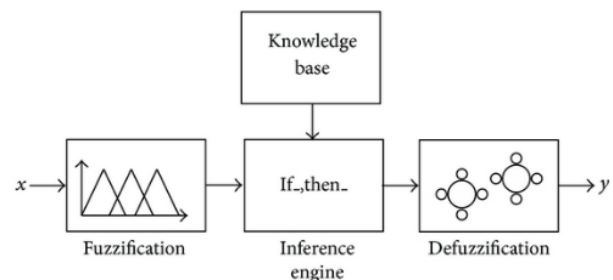 Knowledge
base
x
If_,then_
y
Fuzzification
Inference
engine
Defuzzification